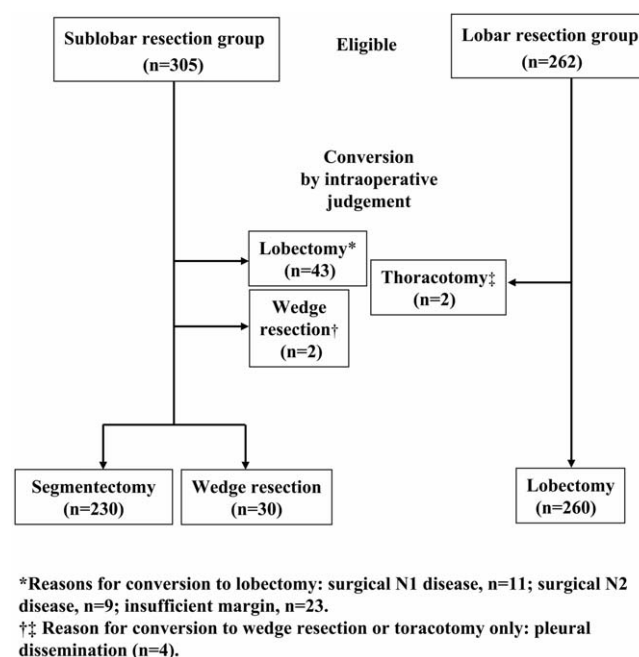 Sublobar resection group
(n=305)
Eligible
Lobar resection group
(n=262)
Conversion
by intraoperative
judgement
Lobectomy*
(n=43)
Thoracotomy‡
(n=2)
Wedge
resection†
(n=2)
Segmentectomy
(n=230)
Wedge resection
(n=30)
Lobectomy
(n=260)
*Reasons for conversion to lobectomy: surgical N1 disease, n=11; surgical N2
disease, n=9; insufficient margin, n=23.
†‡ Reason for conversion to wedge resection or toracotomy only: pleural
dissemination (n=4).